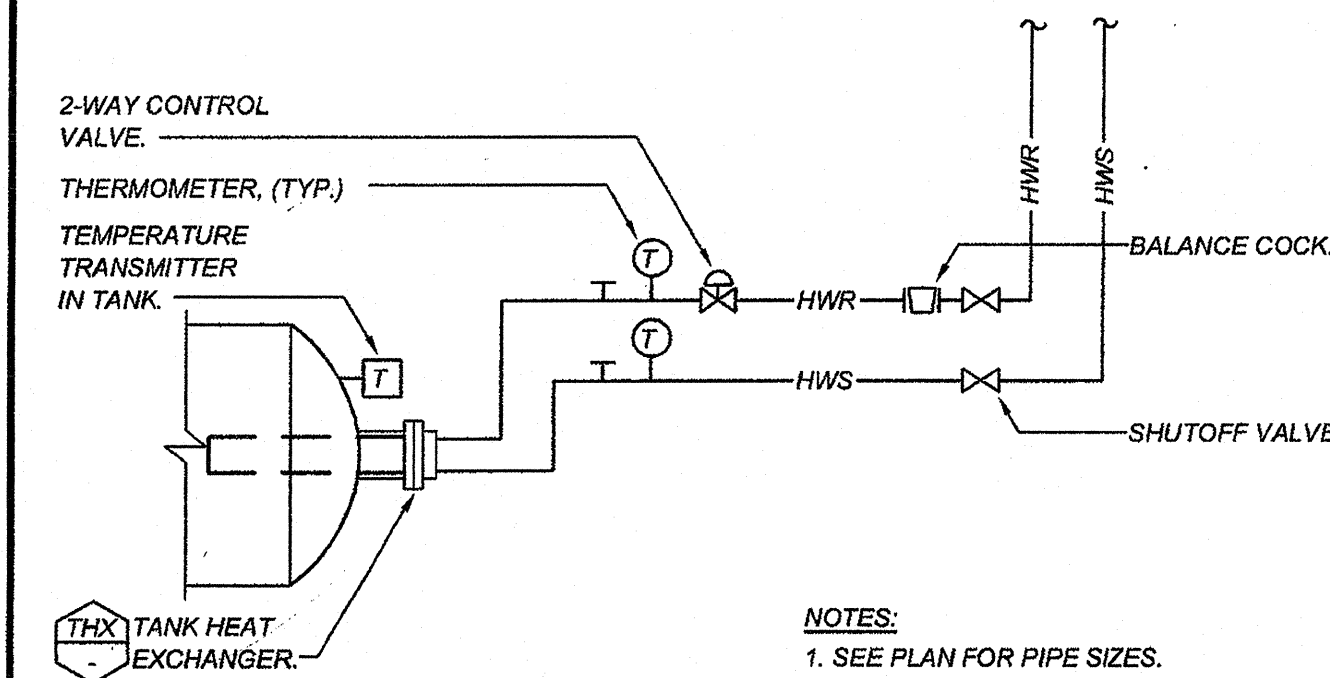 2-WAY CONTROL
VALVE.
THERMOMETER, (TYP.)
TEMPERATURE
TRANSMITTER
IN TANK.
T
T
T
HWR
HWS
HWR
HWS
BALANCE COCK.
SHUTOFF VALVE
THX
-
TANK HEAT
EXCHANGER.
NOTES:
1. SEE PLAN FOR PIPE SIZES.